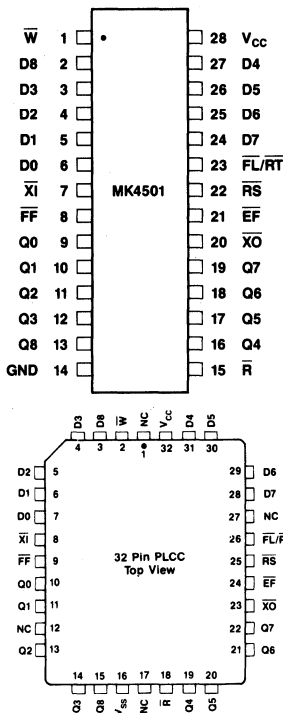 W̅ 1 28 VCC
D8 2 27 D4
D3 3 26 D5
D2 4 25 D6
D1 5 24 D7
D0 6 23 F̅L̅/R̅T̅
X̅I̅ 7 MK4501 22 R̅S̅
F̅F̅ 8 21 E̅F̅
Q0 9 20 X̅O̅
Q1 10 19 Q7
Q2 11 18 Q6
Q3 12 17 Q5
Q8 13 16 Q4
GND 14 15 R̅
D3 D8 W̅ NC VCC D4 D5
4 3 2 1 32 31 30
D2 5 29 D6
D1 6 28 D7
D0 7 27 NC
X̅I̅ 8 26 F̅L̅/
F̅F̅ 9 25 R̅S̅
Q0 10 24 E̅F̅
Q1 11 23 X̅O̅
NC 12 22 Q7
Q2 13 21 Q6
32 Pin PLCC
Top View
14 15 16 17 18 19 20
Q3 Q8 VSS NC R̅ Q4 Q5